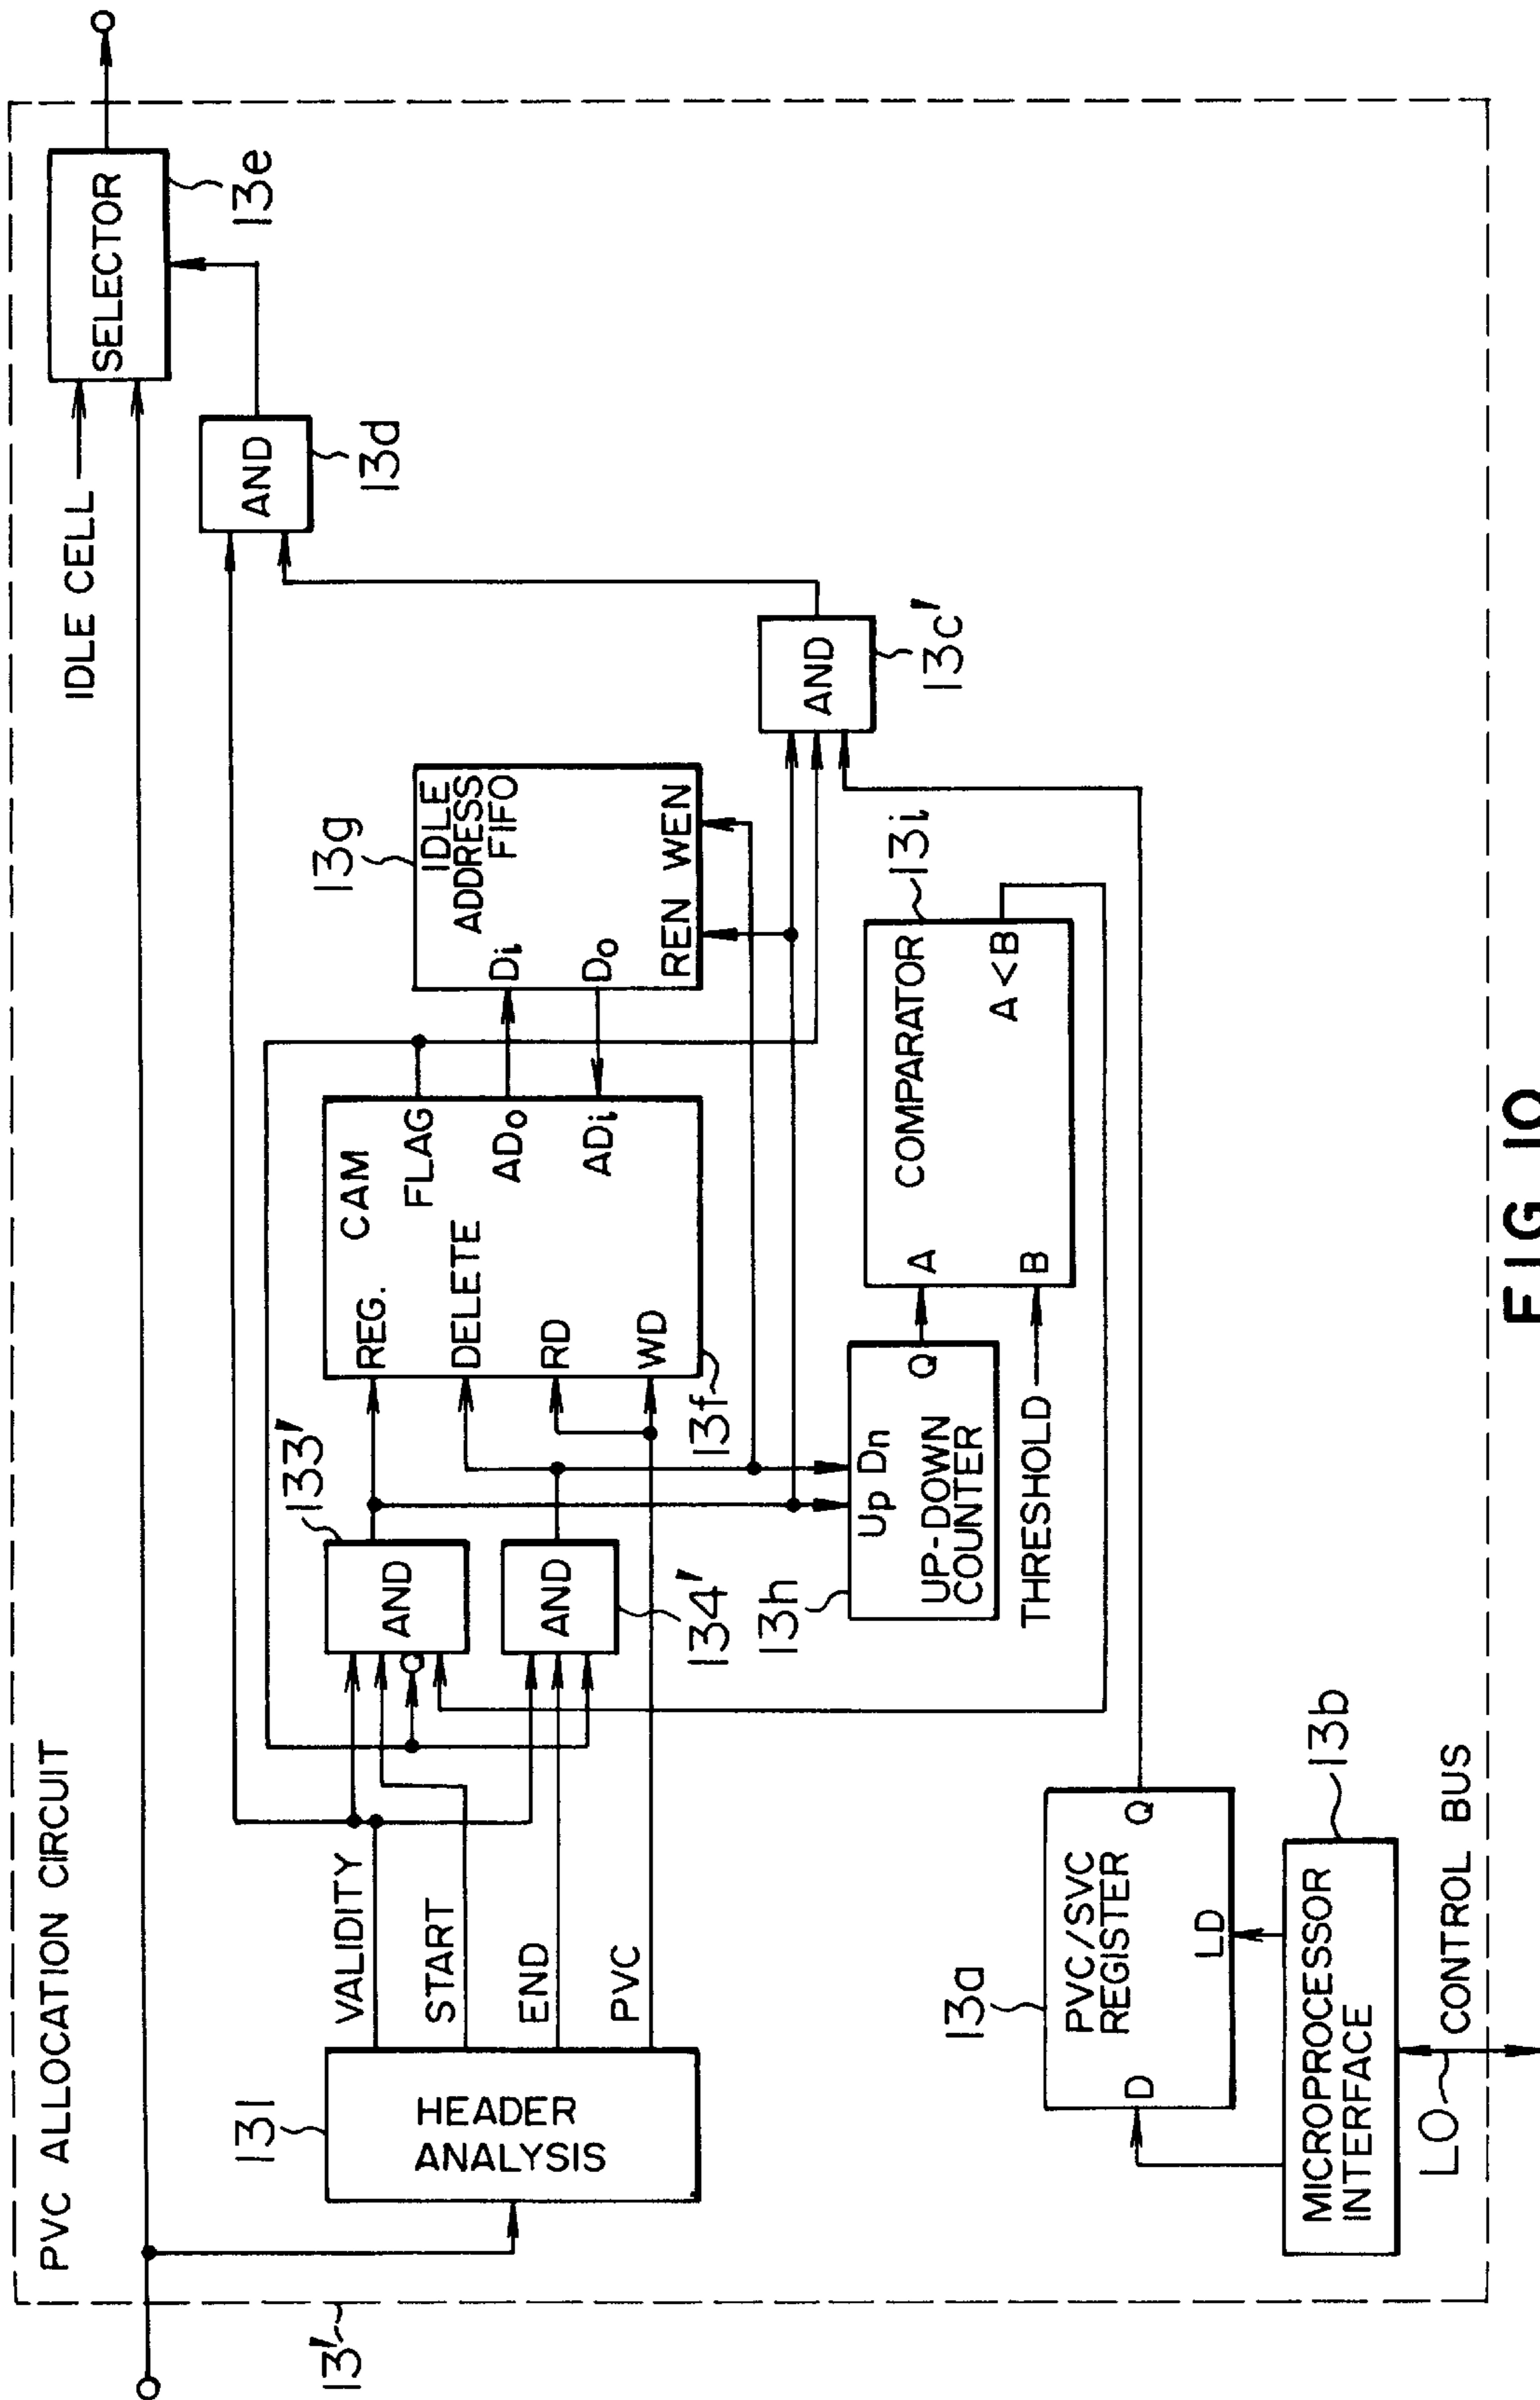 PVC ALLOCATION CIRCUIT
13'
IDLE CELL
SELECTOR
13e
AND
13d
131
HEADER
ANALYSIS
VALIDITY
START
END
PVC
133'
AND
AND
134'
CAM
REG.
FLAG
DELETE
ADo
RD
ADi
WD
13f
13g
IDLE
ADDRESS
FIFO
Di
Do
REN WEN
AND
13c'
13h
Up Dn
UP-DOWN
COUNTER
Q
THRESHOLD
COMPARATOR
A
B
A<B
13i
13a
PVC/SVC
REGISTER
D
Q
LD
MICROPROCESSOR
INTERFACE
13b
LO
CONTROL BUS
FIG 10